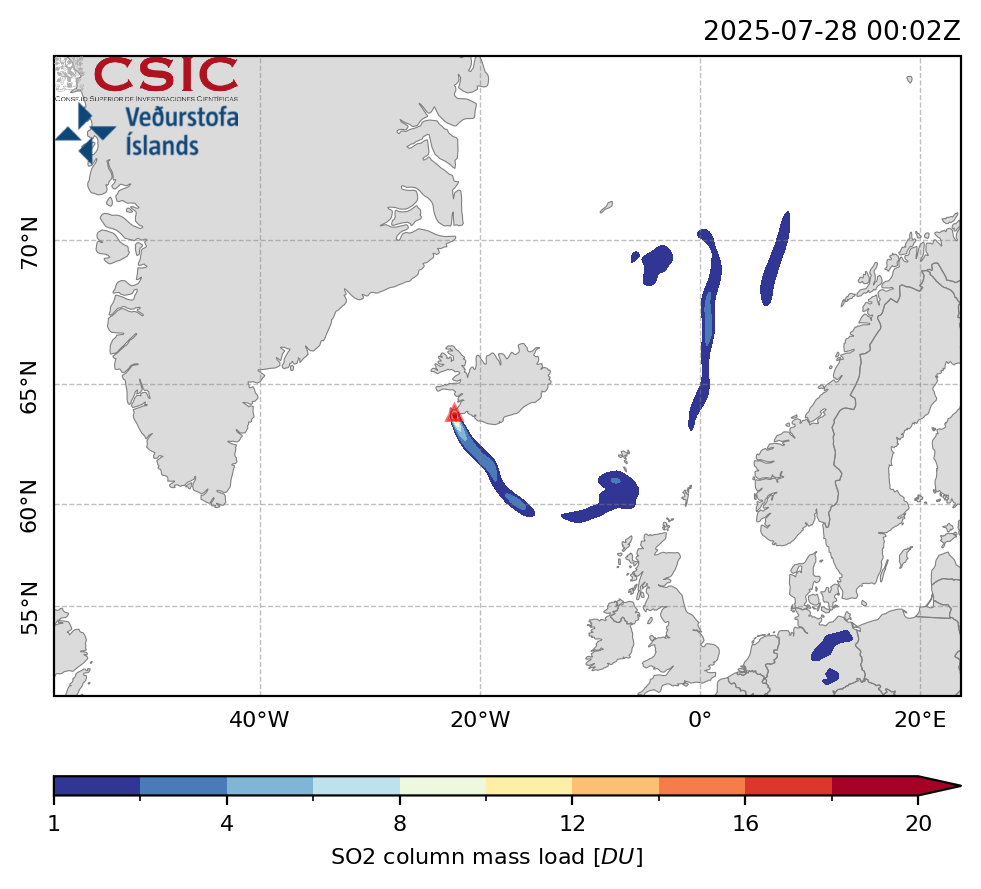 2025-07-28 00:02Z
CSIC
CONSEJO SUPERIOR DE INVESTIGACIONES CIENTÍFICAS
Veðurstofa
Íslands
70°N
65°N
60°N
55°N
40°W 20°W 0° 20°E
1 4 8 12 16 20
SO2 column mass load [DU]